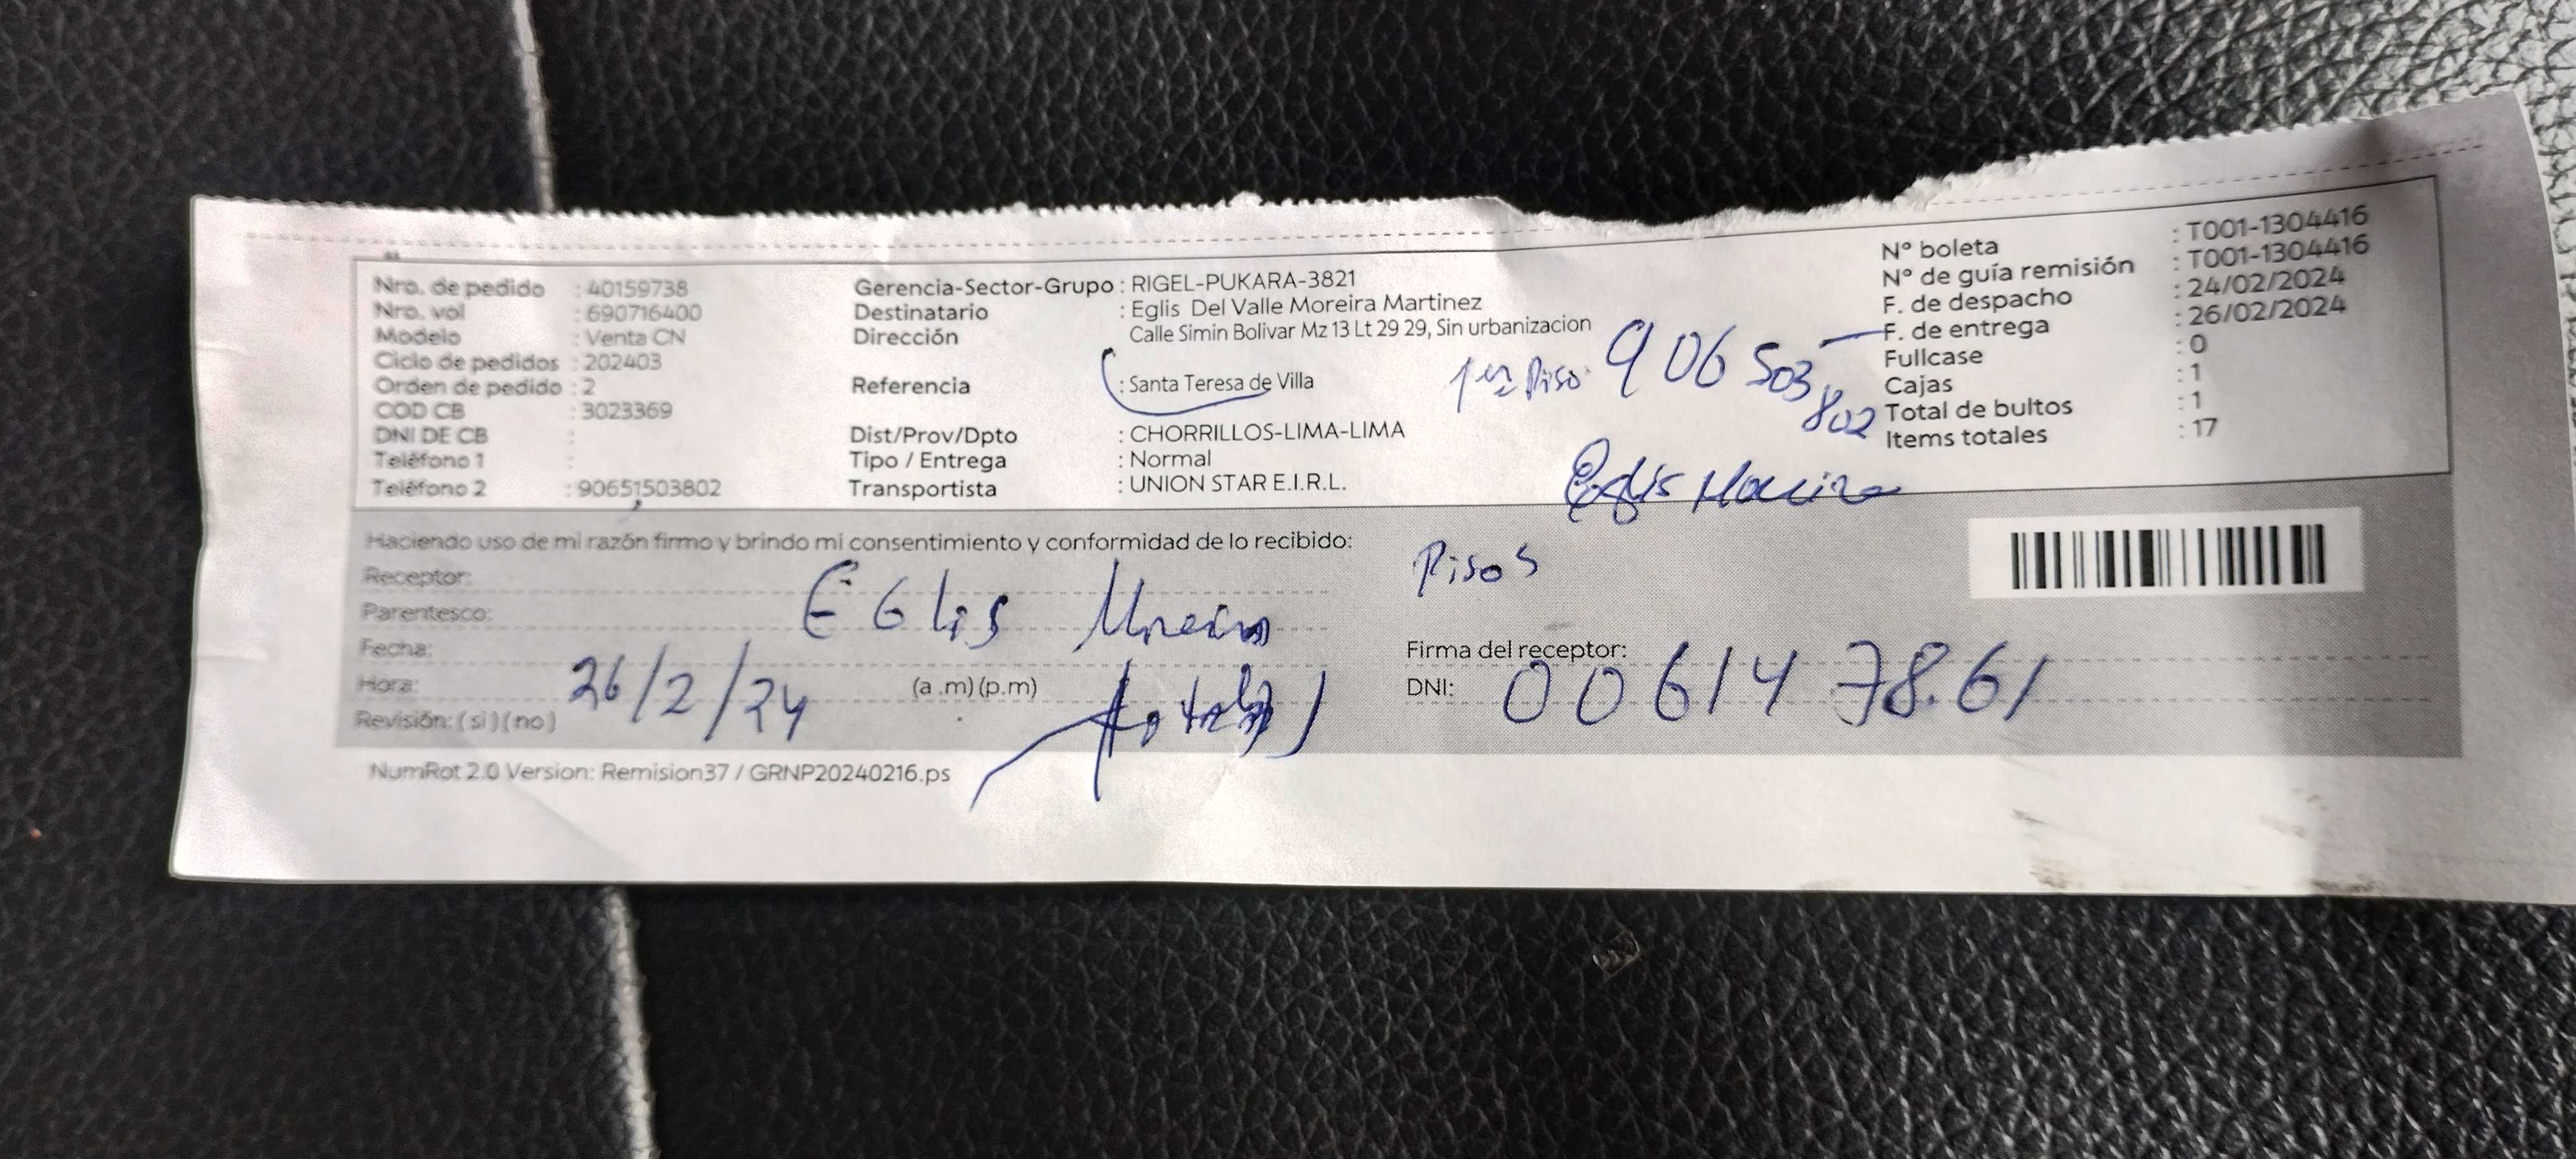 Nro. de pedido : 40159738
Nro. vol : 690716400
Modelo : Venta CN
Ciclo de pedidos : 202403
Orden de pedido : 2
COD CB : 3023369
DNI DE CB :
Teléfono 1 :
Teléfono 2 : 90651503802
Gerencia-Sector-Grupo : RIGEL-PUKARA-3821
Destinatario : Eglis Del Valle Moreira Martinez
Dirección Calle Simin Bolivar Mz 13 Lt 29 29, Sin urbanizacion
Referencia : Santa Teresa de Villa
Dist/Prov/Dpto : CHORRILLOS-LIMA-LIMA
Tipo / Entrega : Normal
Transportista : UNION STAR E.I.R.L.
Piso 906 503
802
Eglis Moreira
N° boleta : T001-1304416
N° de guía remisión : T001-1304416
F. de despacho : 24/02/2024
F. de entrega : 26/02/2024
Fullcase : 0
Cajas : 1
Total de bultos : 1
Items totales : 17
Haciendo uso de mi razón firmo y brindo mi consentimiento y conformidad de lo recibido:
Receptor:
Parentesco: EGlis Moreira
Fecha:
Hora: 26/2/24 (a .m) (p.m)
Revisión: ( si ) ( no )
Piso S
Firma del receptor:
DNI: 0061478.61
NumRot 2.0 Version: Remision37 / GRNP20240216.ps